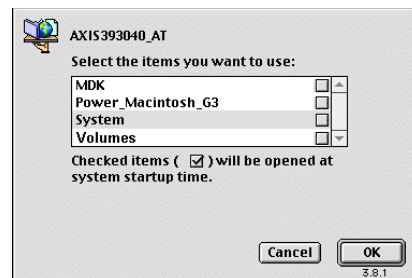 AXIS393040_AT
Select the items you want to use:
MDK
Power_Macintosh_G3
System
Volumes
Checked items ( ☑ ) will be opened at
system startup time.
Cancel
OK
3.8.1